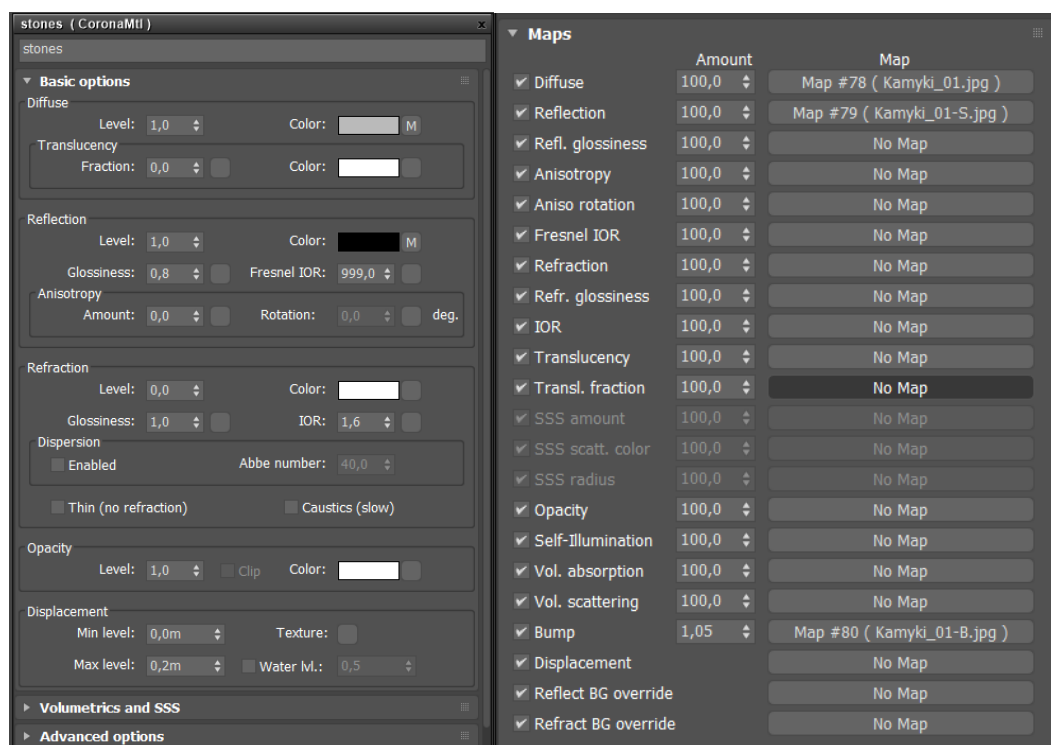 stones ( CoronaMtl ) x
stones
Basic options
Diffuse
Level: 1,0 Color: M
Translucency
Fraction: 0,0 Color:
Reflection
Level: 1,0 Color: M
Glossiness: 0,8 Fresnel IOR: 999,0
Anisotropy
Amount: 0,0 Rotation: 0,0 deg.
Refraction
Level: 0,0 Color:
Glossiness: 1,0 IOR: 1,6
Dispersion
Enabled Abbe number: 40,0
Thin (no refraction) Caustics (slow)
Opacity
Level: 1,0 Clip Color:
Displacement
Min level: 0,0m Texture:
Max level: 0,2m Water lvl.: 0,5
Volumetrics and SSS
Advanced options
Maps
Amount Map
Diffuse 100,0 Map #78 ( Kamyki_01.jpg )
Reflection 100,0 Map #79 ( Kamyki_01-S.jpg )
Refl. glossiness 100,0 No Map
Anisotropy 100,0 No Map
Aniso rotation 100,0 No Map
Fresnel IOR 100,0 No Map
Refraction 100,0 No Map
Refr. glossiness 100,0 No Map
IOR 100,0 No Map
Translucency 100,0 No Map
Transl. fraction 100,0 No Map
SSS amount 100,0 No Map
SSS scatt. color 100,0 No Map
SSS radius 100,0 No Map
Opacity 100,0 No Map
Self-Illumination 100,0 No Map
Vol. absorption 100,0 No Map
Vol. scattering 100,0 No Map
Bump 1,05 Map #80 ( Kamyki_01-B.jpg )
Displacement No Map
Reflect BG override No Map
Refract BG override No Map